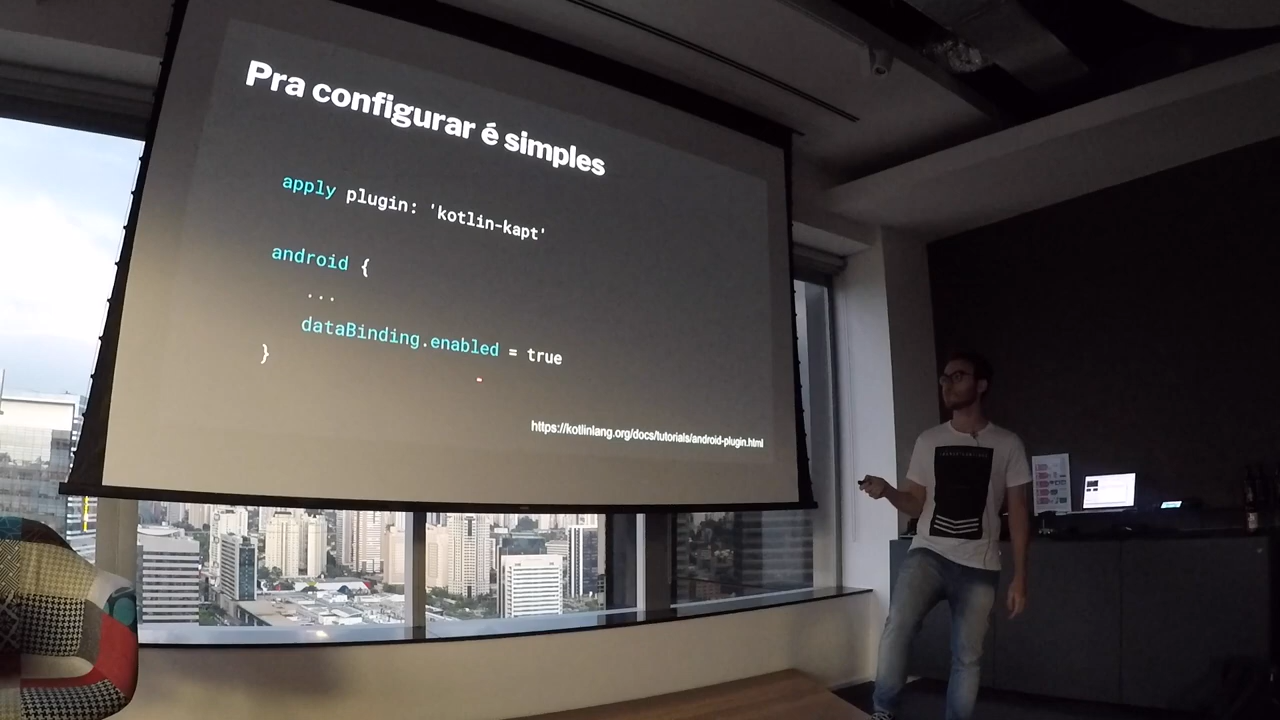 Pra configurar é simples
apply plugin: 'kotlin-kapt'
android {
...
dataBinding.enabled = true
}
https://kotlinlang.org/docs/tutorials/android-plugin.html